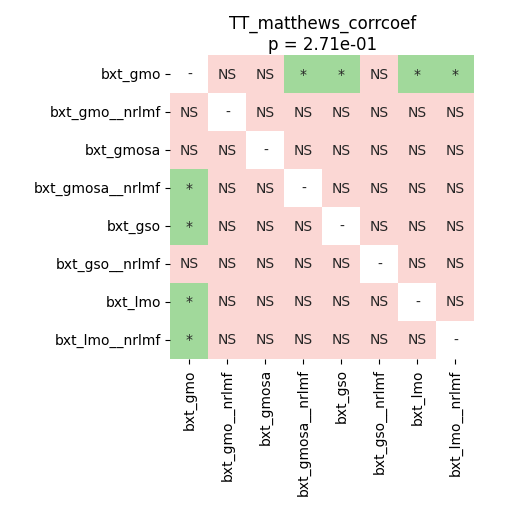 TT_matthews_corrcoef
p = 2.71e-01
bxt_gmo - NS NS * * NS * *
bxt_gmo__nrlmf NS - NS NS NS NS NS NS
bxt_gmosa NS NS - NS NS NS NS NS
bxt_gmosa__nrlmf * NS NS - NS NS NS NS
bxt_gso * NS NS NS - NS NS NS
bxt_gso__nrlmf NS NS NS NS NS - NS NS
bxt_lmo * NS NS NS NS NS - NS
bxt_lmo__nrlmf * NS NS NS NS NS NS -
bxt_gmo
bxt_gmo__nrlmf
bxt_gmosa
bxt_gmosa__nrlmf
bxt_gso
bxt_gso__nrlmf
bxt_lmo
bxt_lmo__nrlmf